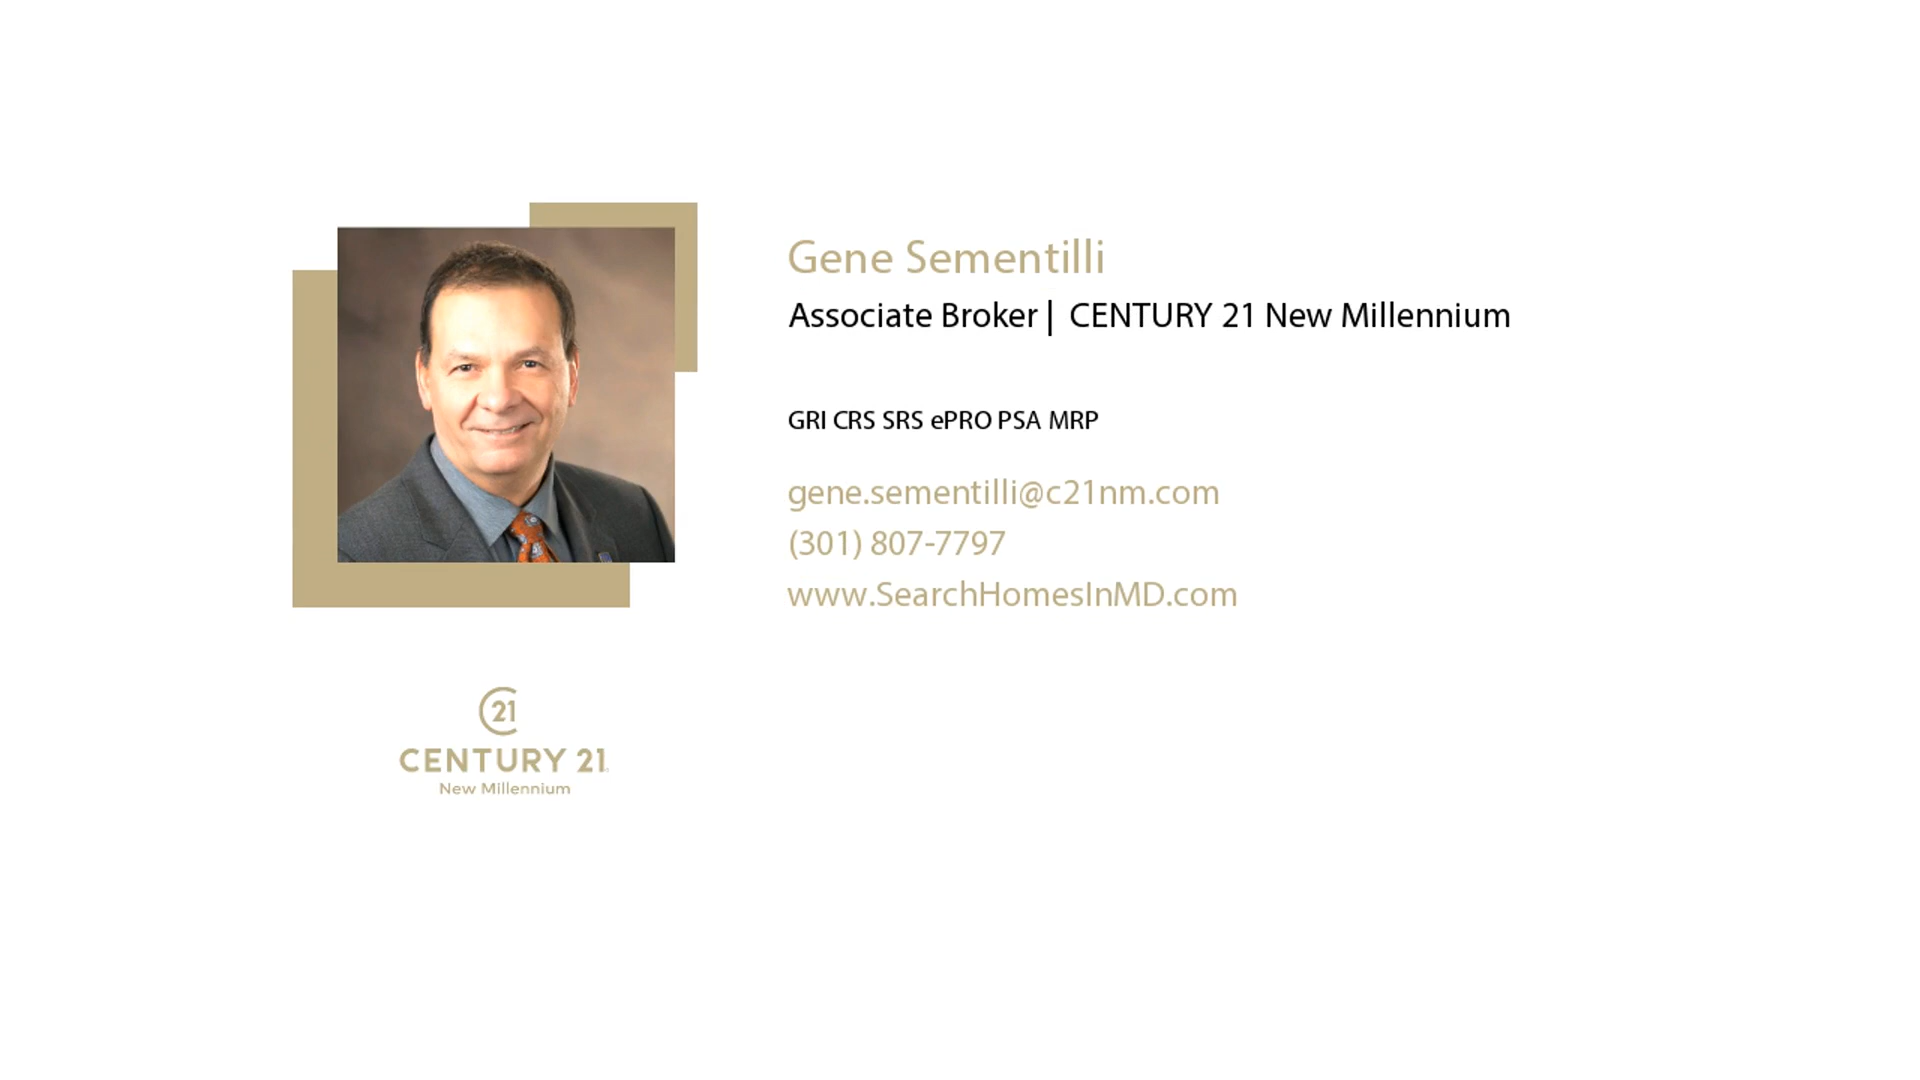 Gene Sementilli
Associate Broker | CENTURY 21 New Millennium
GRI CRS SRS ePRO PSA MRP
gene.sementilli@c21nm.com
(301) 807-7797
www.SearchHomesInMD.com
21
CENTURY 21
New Millennium